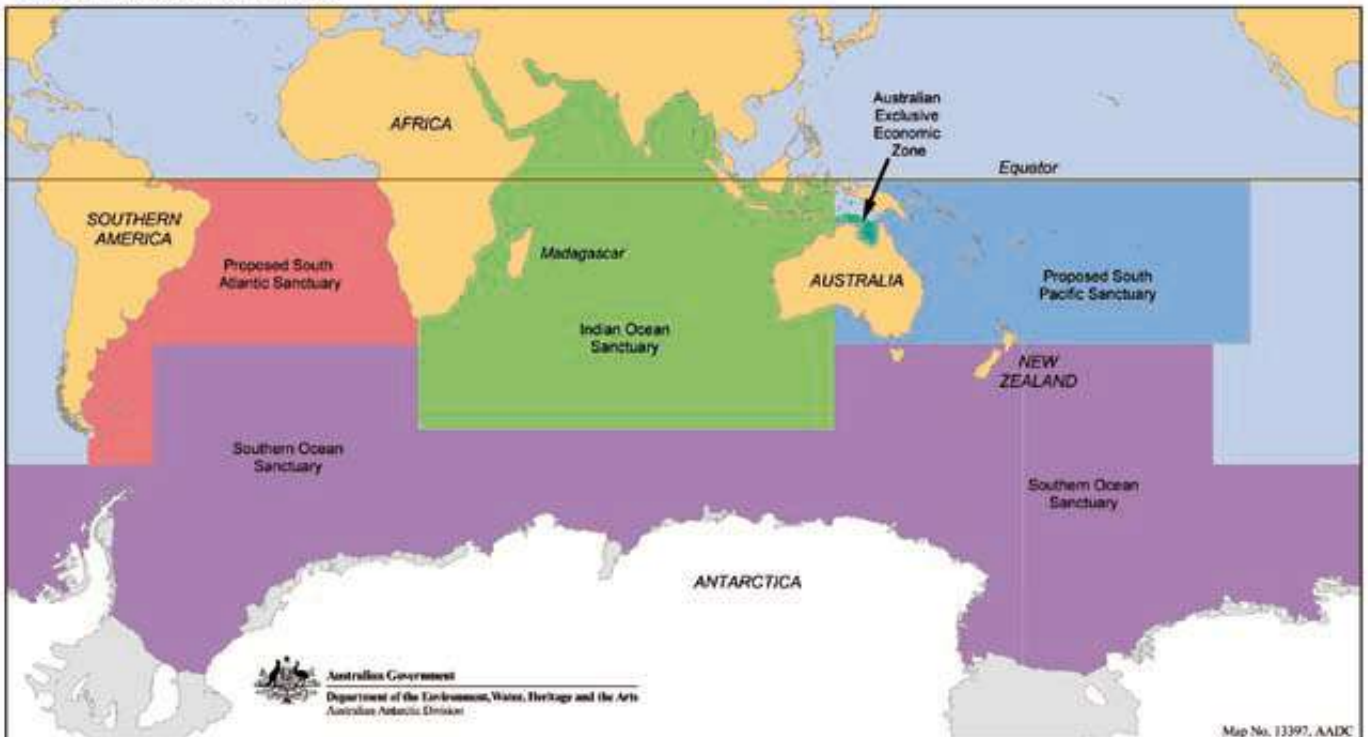 AFRICA
Australian
Exclusive
Economic
Zone
Equator
SOUTHERN
AMERICA
Proposed South
Atlantic Sanctuary
Madagascar
AUSTRALIA
Proposed South
Pacific Sanctuary
Indian Ocean
Sanctuary
NEW
ZEALAND
Southern Ocean
Sanctuary
Southern Ocean
Sanctuary
ANTARCTICA
Australian Government
Department of the Environment, Water, Heritage and the Arts
Australian Antarctic Division
Map No. 13397, AADC